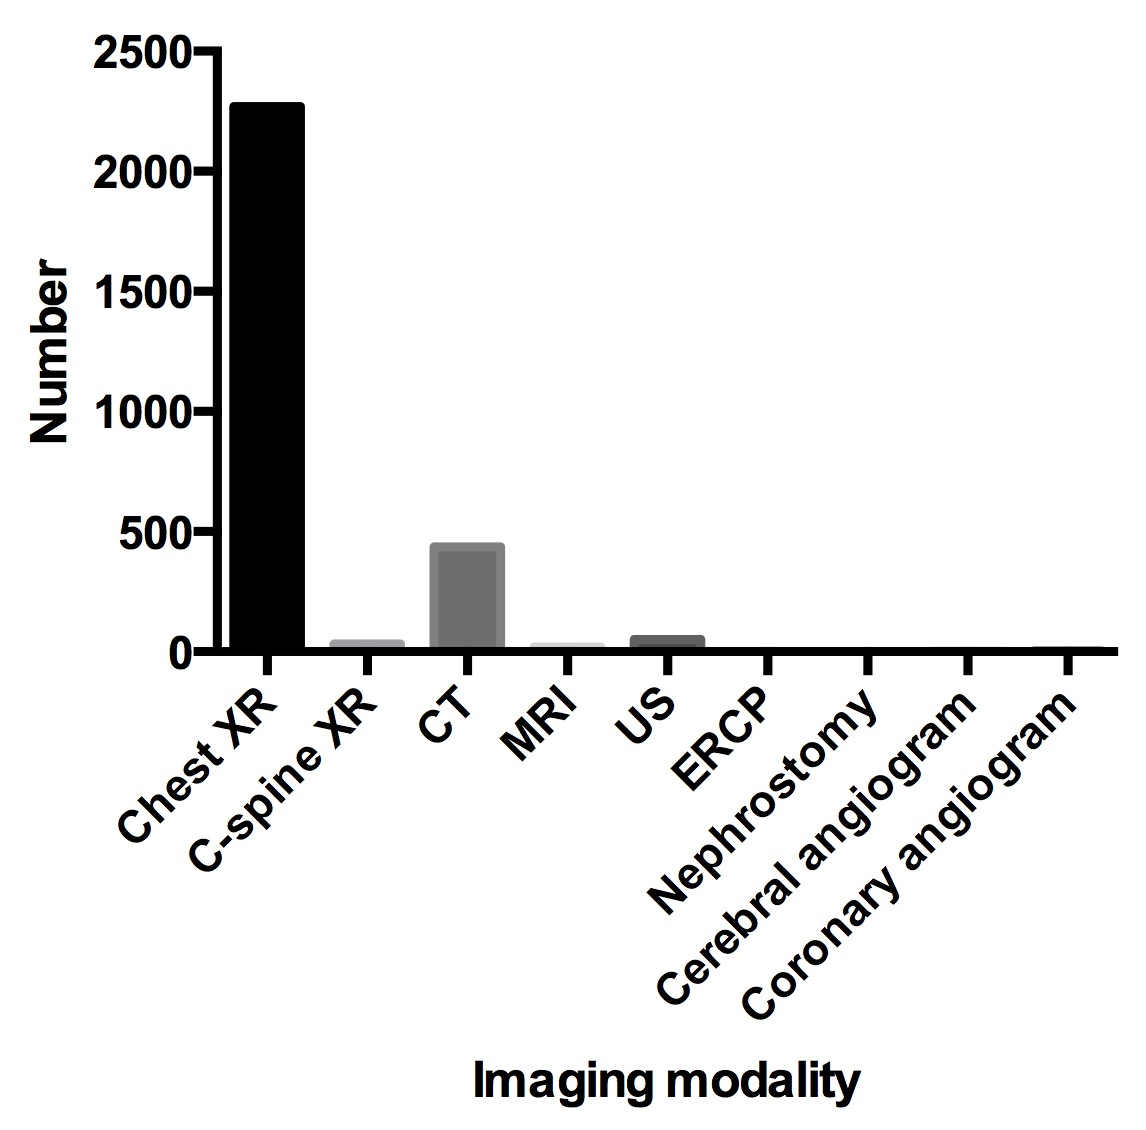 2500
2000
1500
1000
500
0
Number
Chest XR
C-spine XR
CT
MRI
US
ERCP
Nephrostomy
Cerebral angiogram
Coronary angiogram
Imaging modality